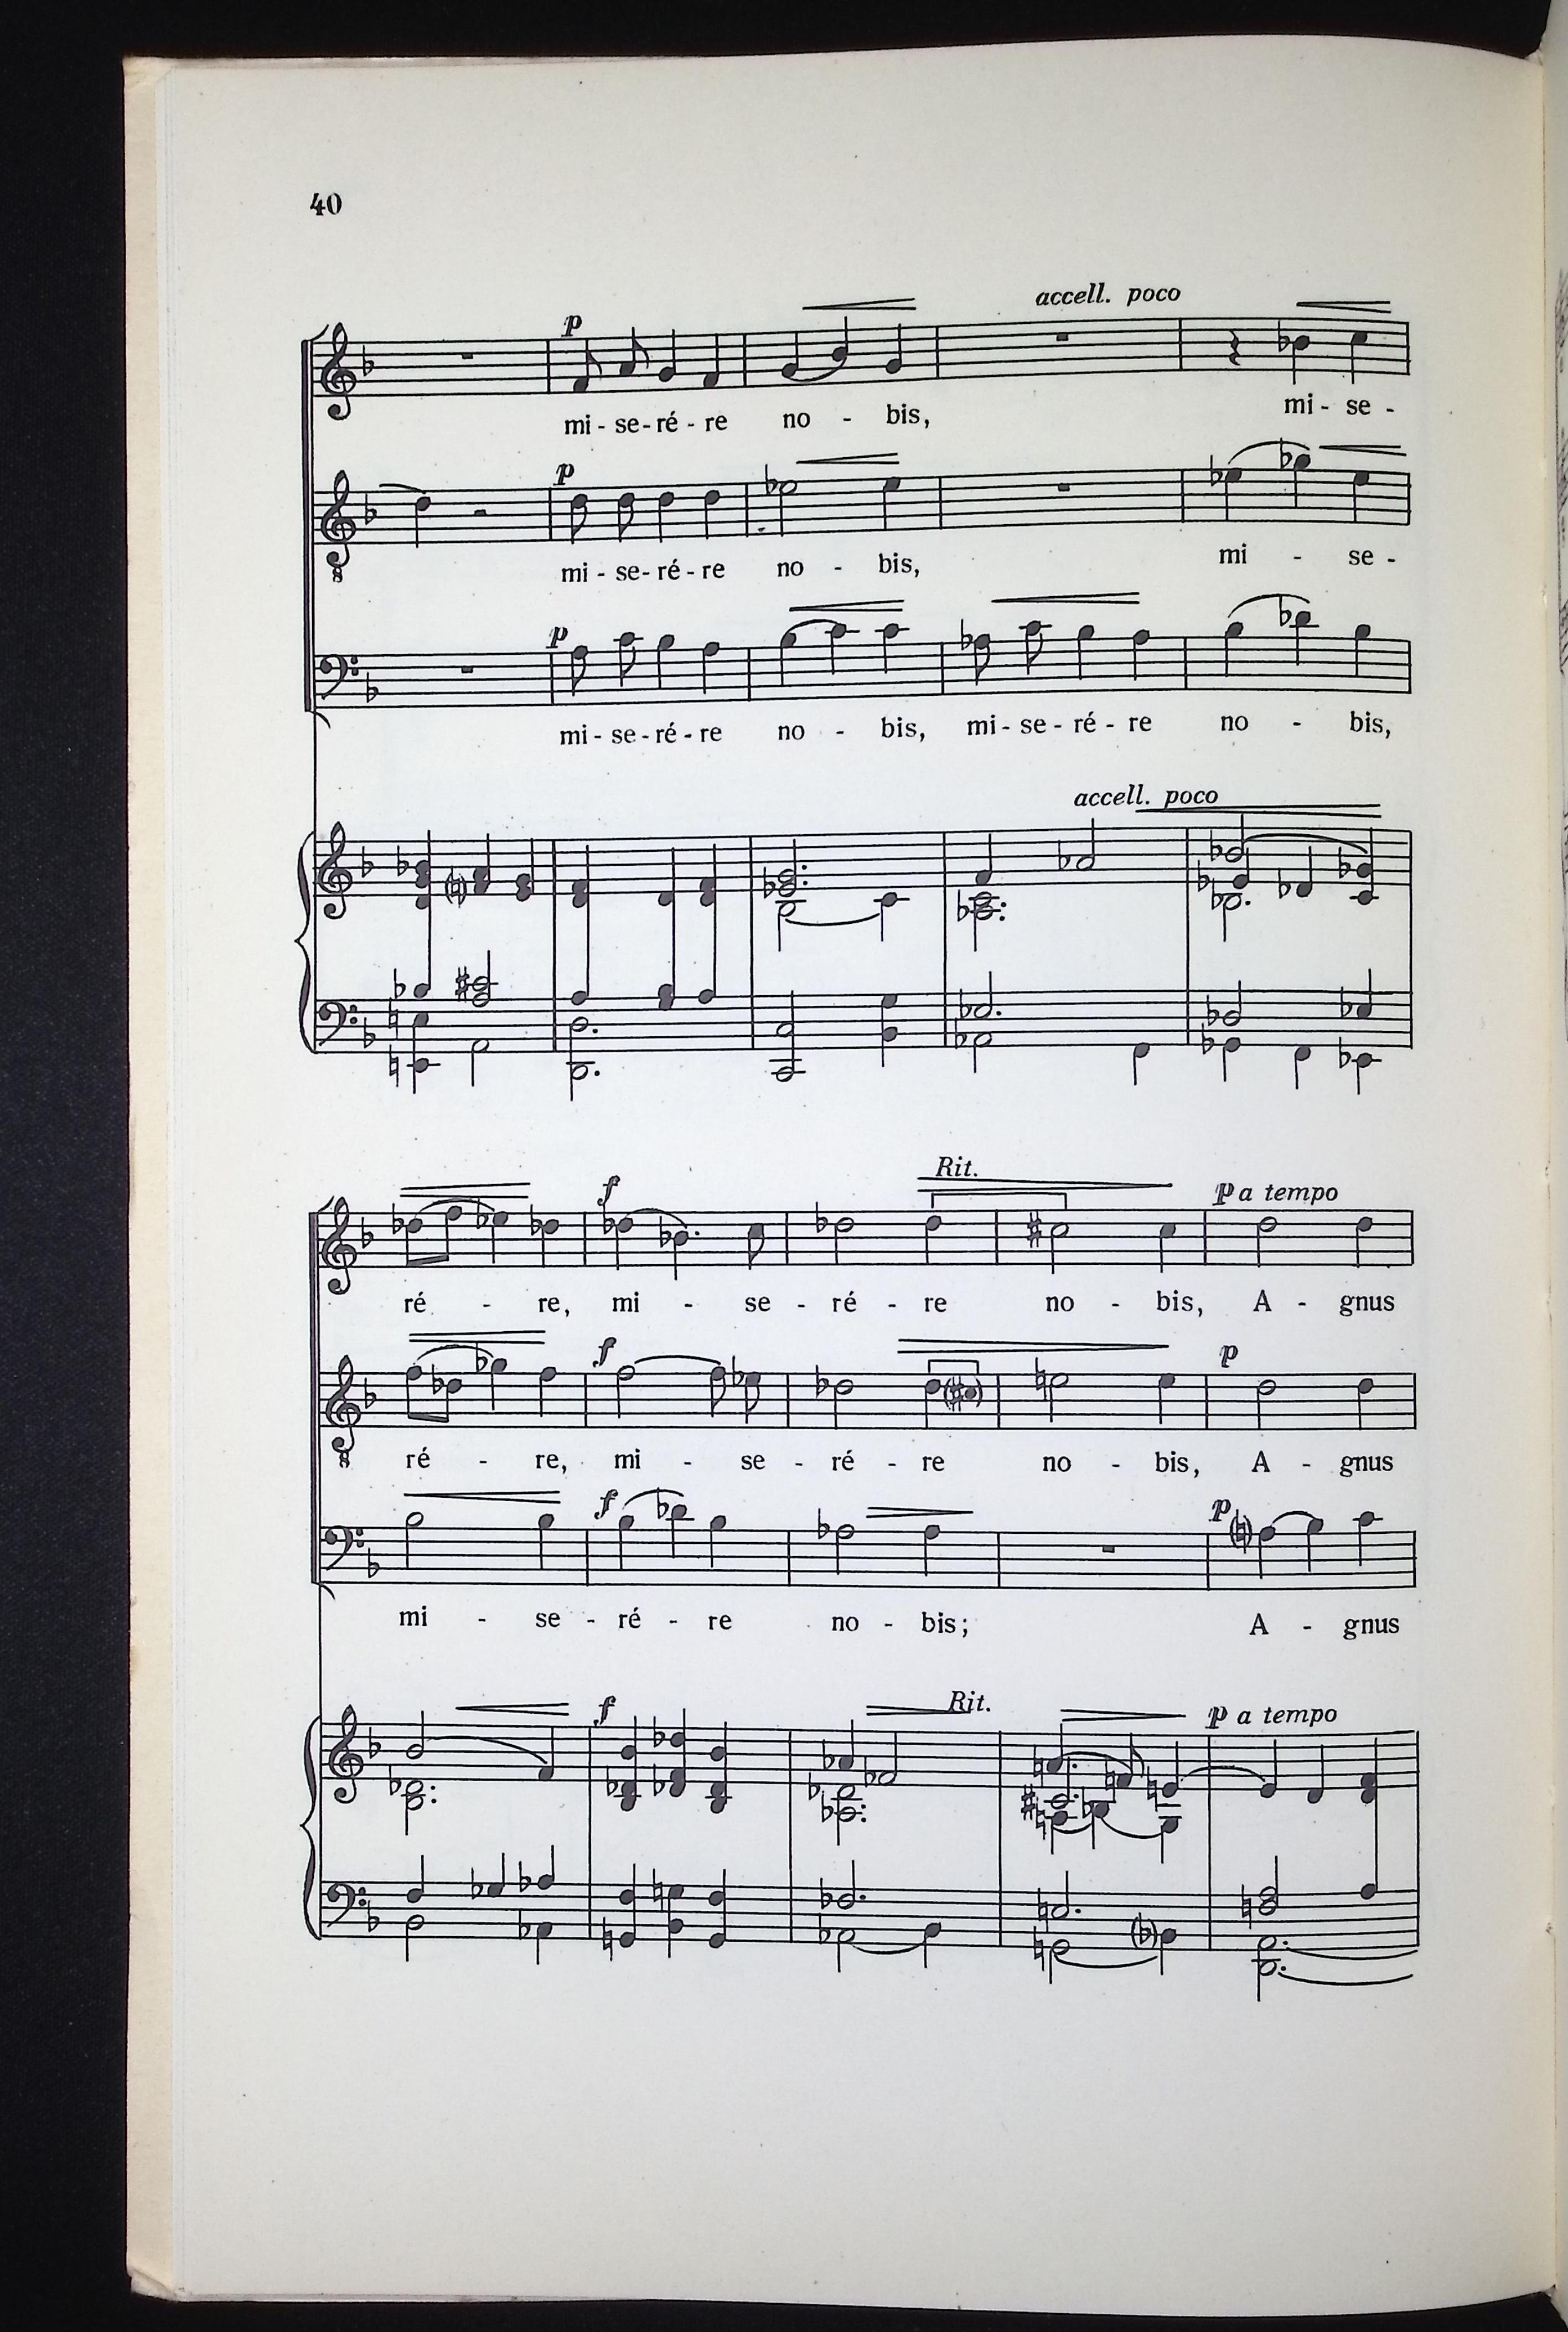 40
accell. poco
p
mi - se - ré - re no - bis, mi - se -
p
mi - se - ré - re no - bis, mi - se -
p
mi - se - ré - re no - bis, mi - se - ré - re no - bis,
accell. poco
Rit.
f p a tempo
ré - re, mi - se - ré - re no - bis, A - gnus
f p
ré - re, mi - se - ré - re no - bis, A - gnus
f p
mi - se - ré - re no - bis; A - gnus
f Rit. p a tempo